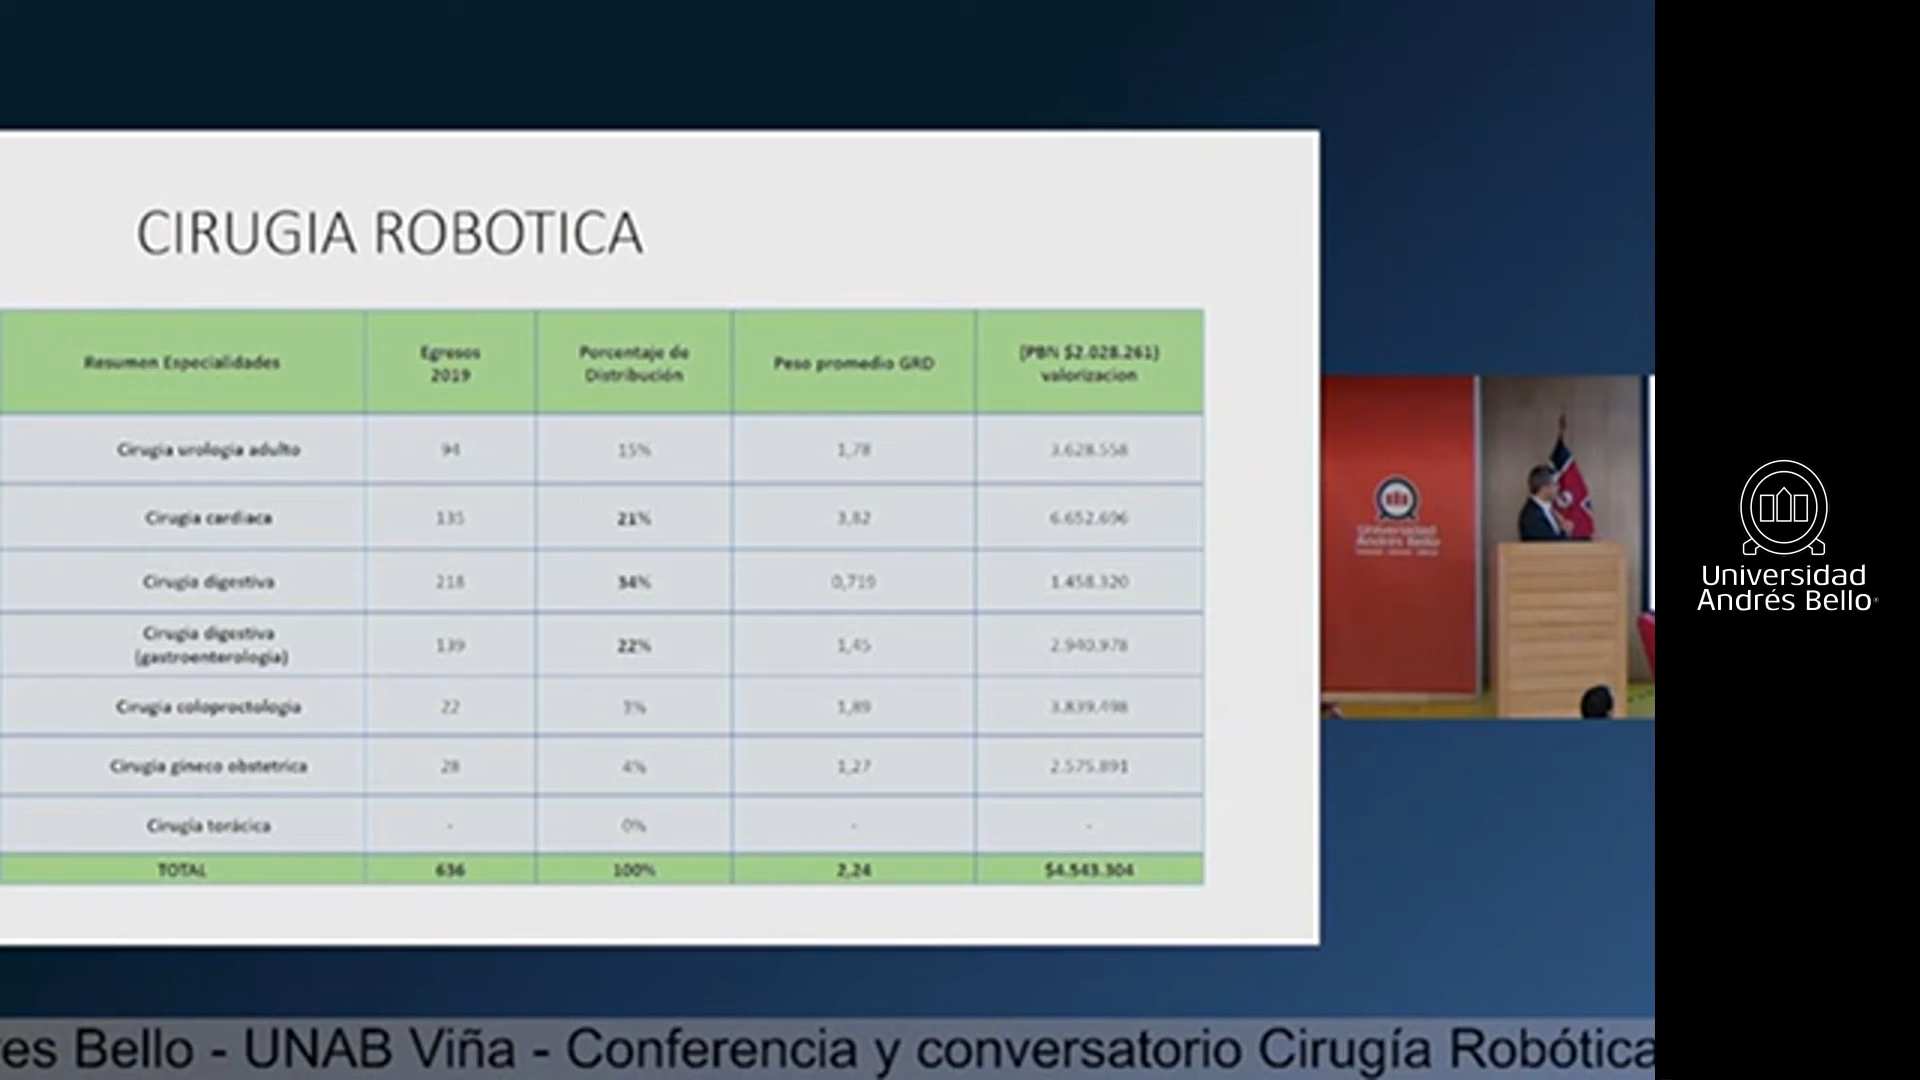 CIRUGIA ROBOTICA
Resumen Especialidades
Egresos
2019
Porcentaje de
Distribución
Peso promedio GRD
(PBN $2.028.261)
valorizacion
Cirugia urologia adulto 94 15% 1,78 3.628.558
Cirugia cardiaca 135 21% 3,82 6.652.696
Cirugia digestiva 218 34% 0,719 1.458.320
Cirugia digestiva
(gastroenterologia) 139 22% 1,45 2.940.978
Cirugia coloproctologia 22 3% 1,89 3.839.498
Cirugia gineco obstetrica 28 4% 1,27 2.575.891
Cirugía torácica - 0% - -
TOTAL 636 100% 2,24 $4.543.304
Universidad
Andrés Bello
Universidad
Andrés Bello
es Bello - UNAB Viña - Conferencia y conversatorio Cirugía Robótica